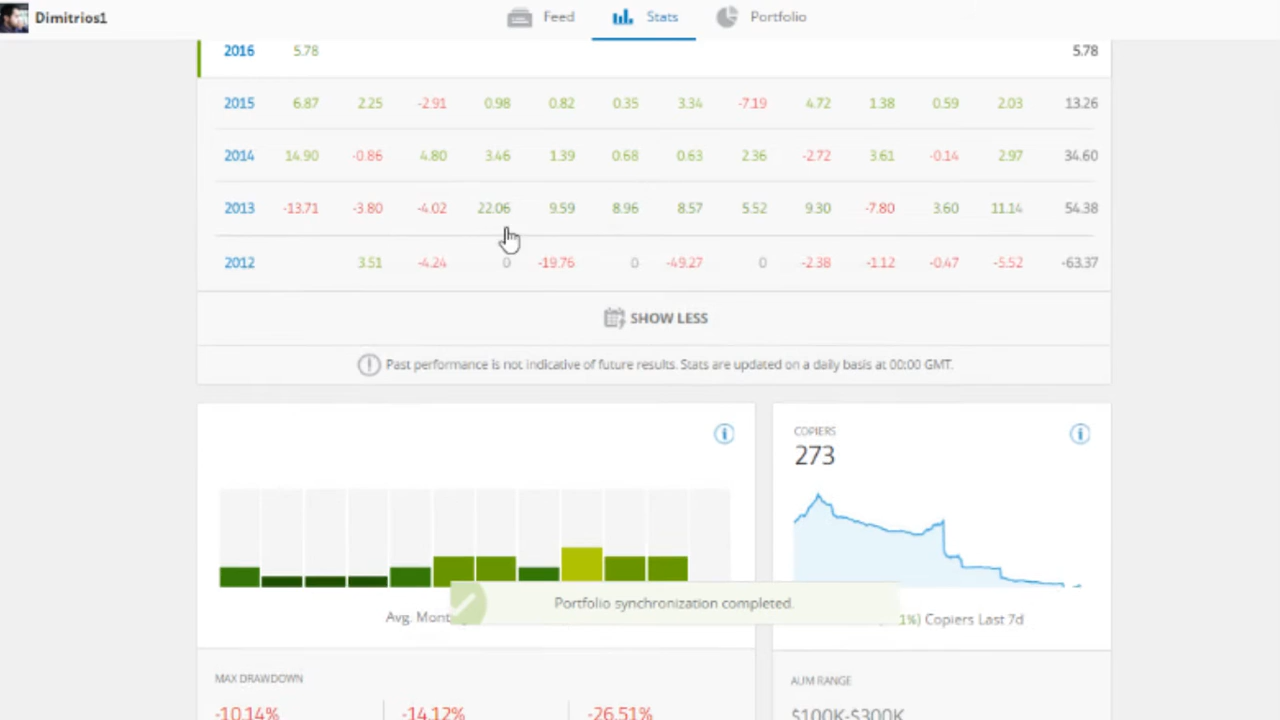 Dimitrios1
Feed Stats Portfolio
2016 5.78 5.78
2015 6.87 2.25 -2.91 0.98 0.82 0.35 3.34 -7.19 4.72 1.38 0.59 2.03 13.26
2014 14.90 -0.86 4.80 3.46 1.39 0.68 0.63 2.36 -2.72 3.61 -0.14 2.97 34.60
2013 -13.71 -3.80 -4.02 22.06 9.59 8.96 8.57 5.52 9.30 -7.80 3.60 11.14 54.38
2012 3.51 -4.24 0 -19.76 0 -49.27 0 -2.38 -1.12 -0.47 -5.52 -63.37
SHOW LESS
Past performance is not indicative of future results. Stats are updated on a daily basis at 00:00 GMT.
COPIERS
273
Portfolio synchronization completed.
Avg. Mont
1%) Copiers Last 7d
MAX DRAWDOWN
-10.14% -14.12% -26.51%
AUM RANGE
$100K-$300K